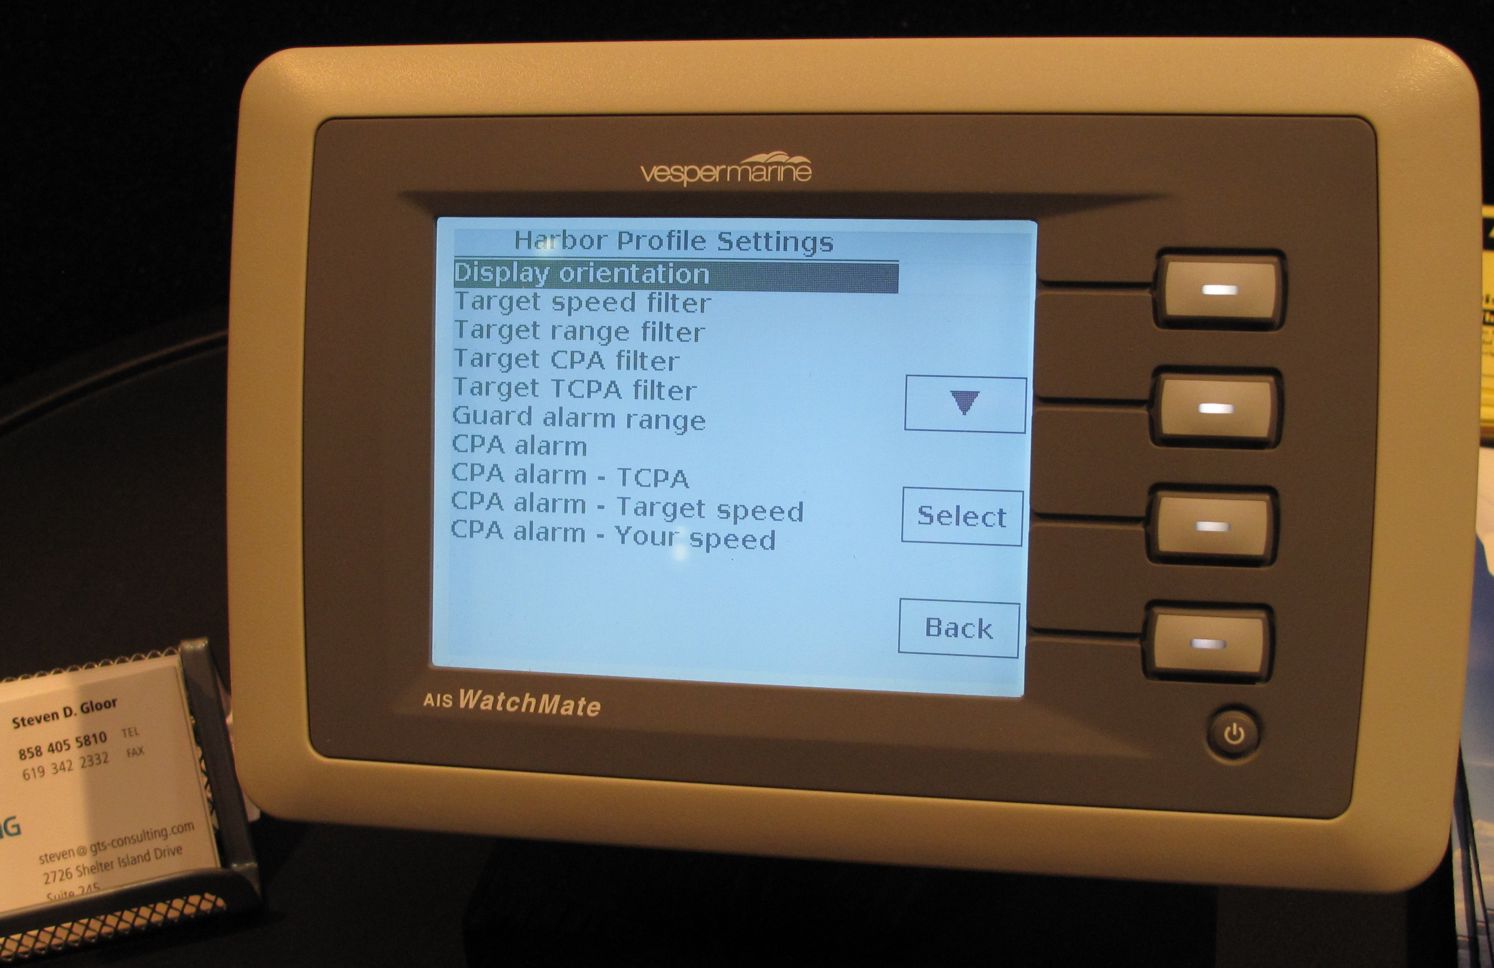 vespermarine
Harbor Profile Settings
Display orientation
Target speed filter
Target range filter
Target CPA filter
Target TCPA filter
Guard alarm range
CPA alarm
CPA alarm - TCPA
CPA alarm - Target speed
CPA alarm - Your speed
Select
Back
AIS WatchMate
Steven D. Gloor
858 405 5810 TEL
619 342 2332 FAX
steven@gts-consulting.com
2726 Shelter Island Drive
Suite 245